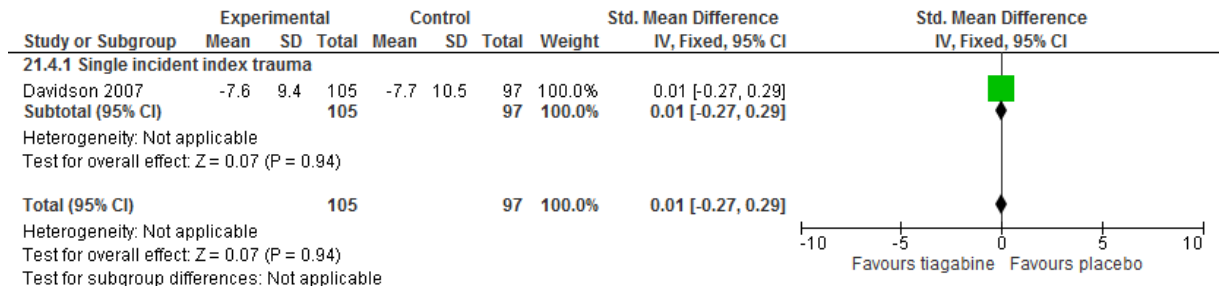 Experimental Control Std. Mean Difference Std. Mean Difference
Study or Subgroup Mean SD Total Mean SD Total Weight IV, Fixed, 95% CI IV, Fixed, 95% CI
21.4.1 Single incident index trauma
Davidson 2007 -7.6 9.4 105 -7.7 10.5 97 100.0% 0.01 [-0.27, 0.29]
Subtotal (95% CI) 105 97 100.0% 0.01 [-0.27, 0.29]
Heterogeneity: Not applicable
Test for overall effect: Z = 0.07 (P = 0.94)
Total (95% CI) 105 97 100.0% 0.01 [-0.27, 0.29]
Heterogeneity: Not applicable
Test for overall effect: Z = 0.07 (P = 0.94)
Test for subgroup differences: Not applicable
-10 -5 0 5 10
Favours tiagabine Favours placebo